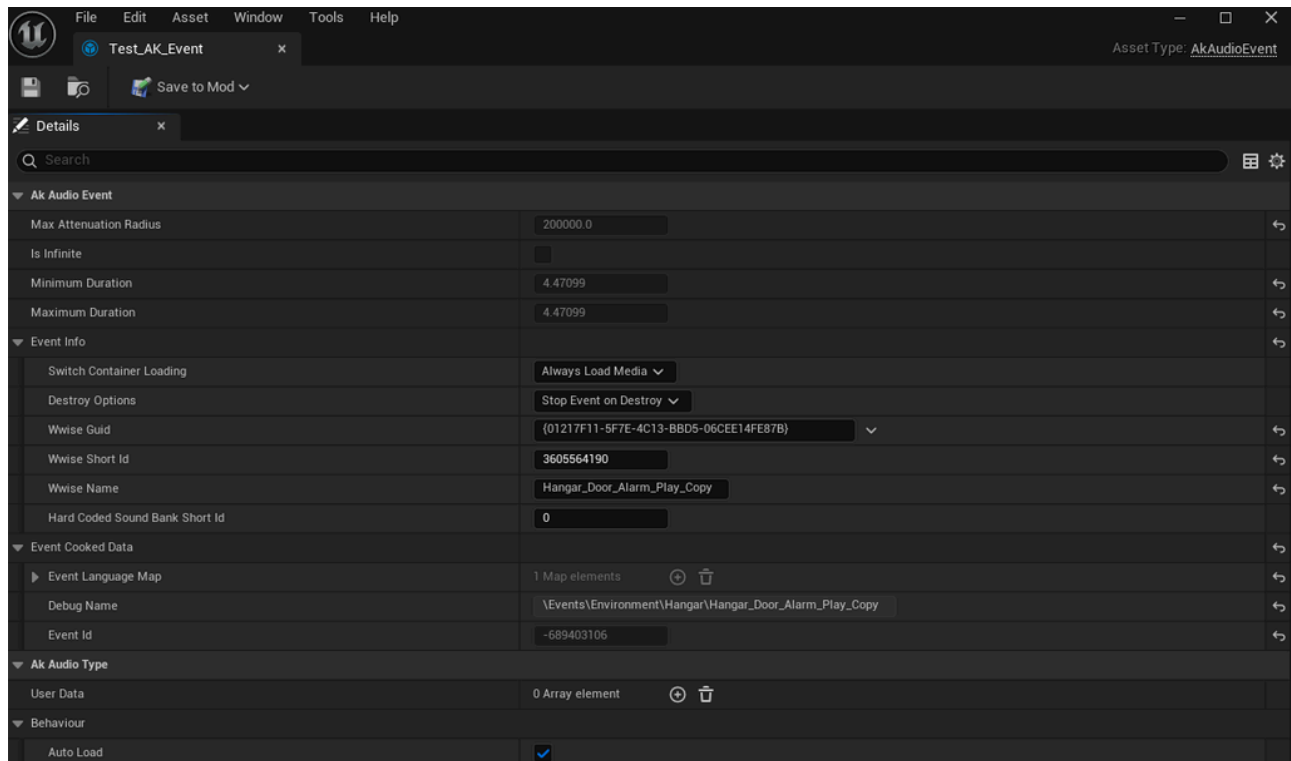 File Edit Asset Window Tools Help
Test_AK_Event
Asset Type: AkAudioEvent
Save to Mod
Details
Search
Ak Audio Event
Max Attenuation Radius 200000.0
Is Infinite
Minimum Duration 4.47099
Maximum Duration 4.47099
Event Info
Switch Container Loading Always Load Media
Destroy Options Stop Event on Destroy
Wwise Guid {01217F11-5F7E-4C13-BBD5-06CEE14FE87B}
Wwise Short Id 3605564190
Wwise Name Hangar_Door_Alarm_Play_Copy
Hard Coded Sound Bank Short Id 0
Event Cooked Data
Event Language Map 1 Map elements
Debug Name \Events\Environment\Hangar\Hangar_Door_Alarm_Play_Copy
Event Id -689403106
Ak Audio Type
User Data 0 Array element
Behaviour
Auto Load